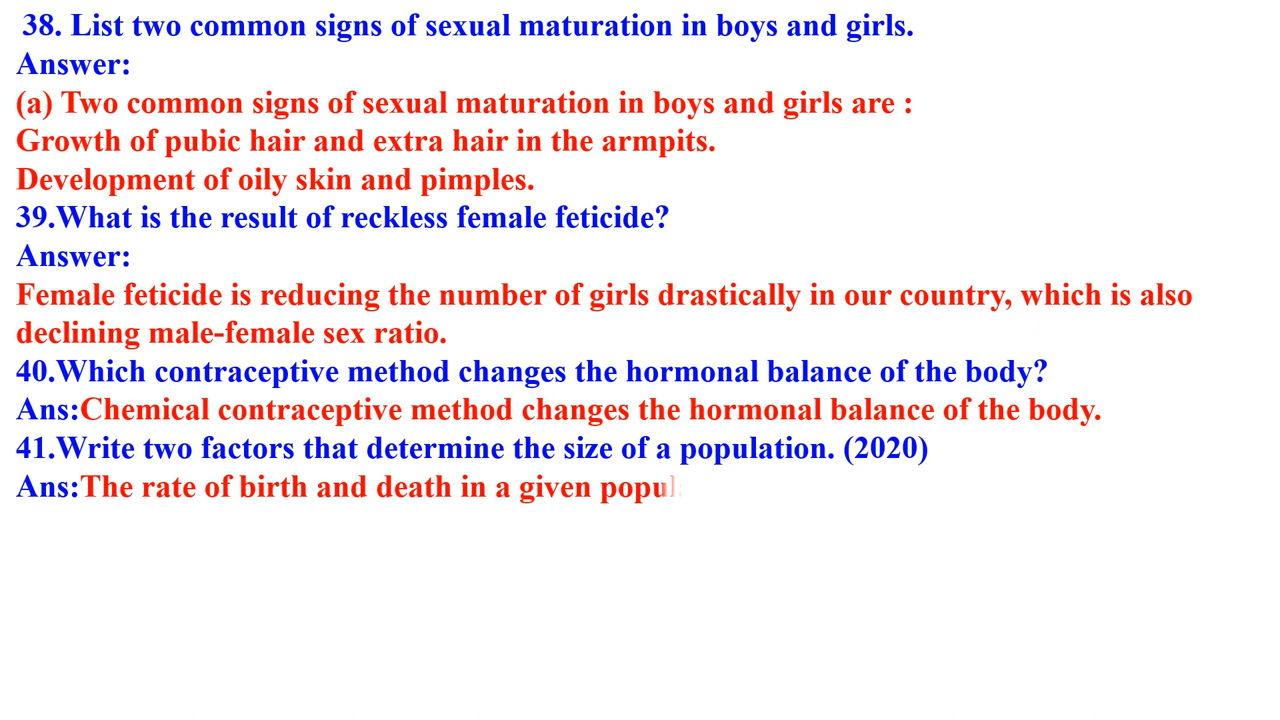 38. List two common signs of sexual maturation in boys and girls.
Answer:
(a) Two common signs of sexual maturation in boys and girls are :
Growth of pubic hair and extra hair in the armpits.
Development of oily skin and pimples.
39.What is the result of reckless female feticide?
Answer:
Female feticide is reducing the number of girls drastically in our country, which is also
declining male-female sex ratio.
40.Which contraceptive method changes the hormonal balance of the body?
Ans:Chemical contraceptive method changes the hormonal balance of the body.
41.Write two factors that determine the size of a population. (2020)
Ans:The rate of birth and death in a given